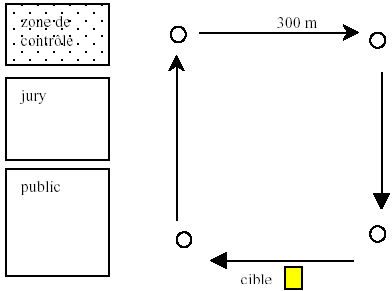 zone de
contrôle
300 m
jury
public
cible